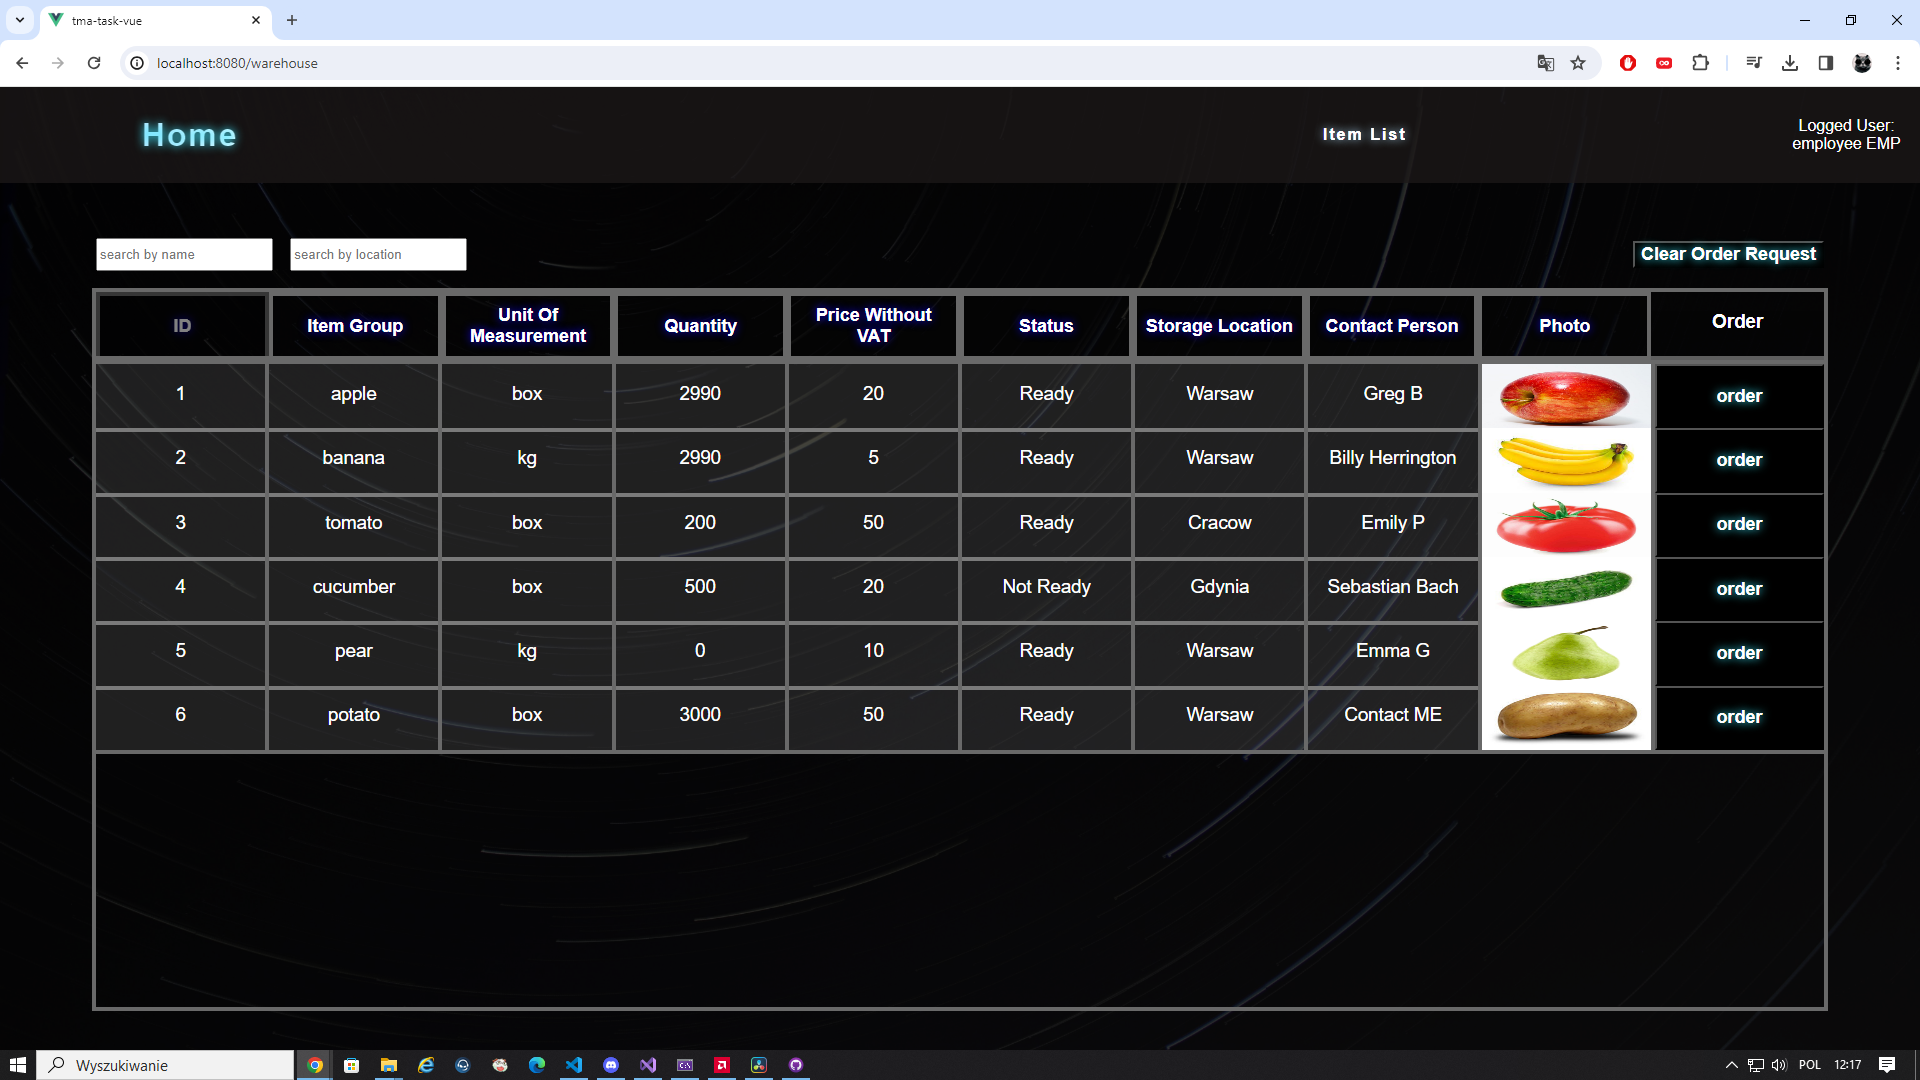 tma-task-vue
localhost:8080/warehouse
Home
Item List
Logged User:
employee EMP
search by name
search by location
Clear Order Request
ID
Item Group
Unit Of
Measurement
Quantity
Price Without
VAT
Status
Storage Location
Contact Person
Photo
Order
1 apple box 2990 20 Ready Warsaw Greg B order
2 banana kg 2990 5 Ready Warsaw Billy Herrington order
3 tomato box 200 50 Ready Cracow Emily P order
4 cucumber box 500 20 Not Ready Gdynia Sebastian Bach order
5 pear kg 0 10 Ready Warsaw Emma G order
6 potato box 3000 50 Ready Warsaw Contact ME order
Wyszukiwanie
POL
12:17